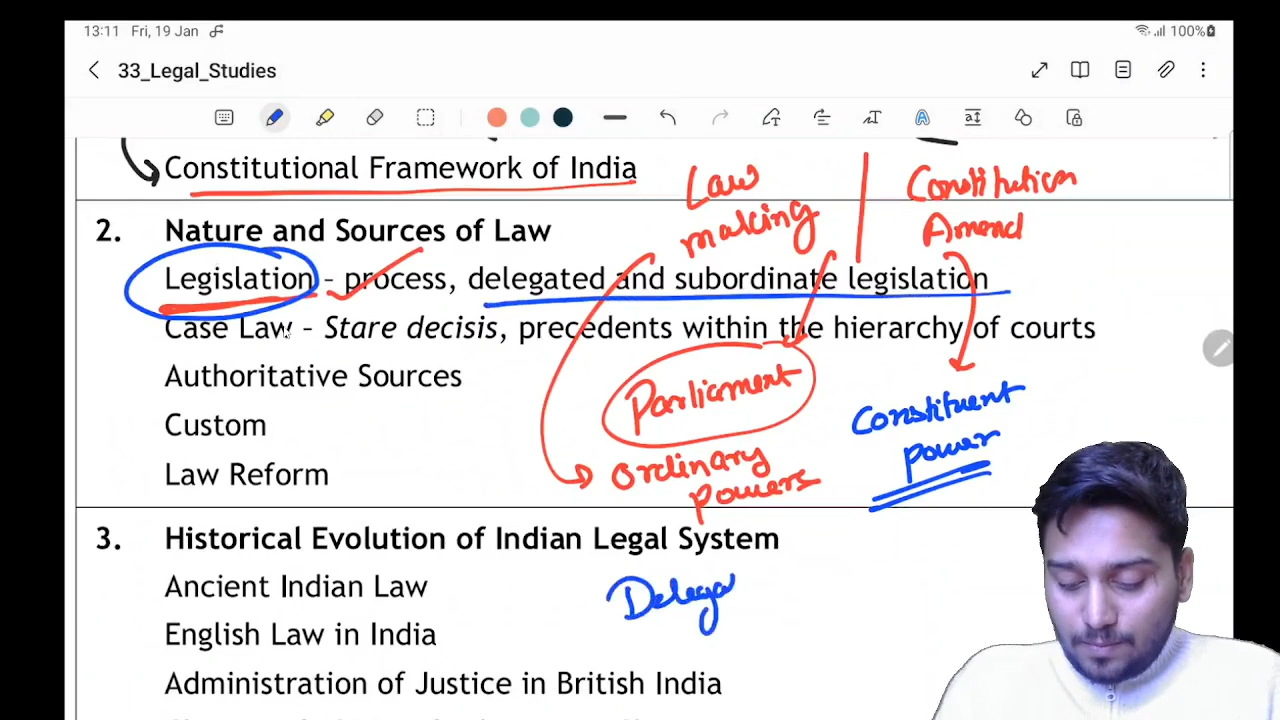 13:11 Fri, 19 Jan 100%
33_Legal_Studies
Constitutional Framework of India
Law
making
Constitution
Amend
2. Nature and Sources of Law
Legislation – process, delegated and subordinate legislation
Case Law – Stare decisis, precedents within the hierarchy of courts
Authoritative Sources
Parliament
Constituent
power
Custom
Ordinary
powers
Law Reform
3. Historical Evolution of Indian Legal System
Ancient Indian Law
Delega
English Law in India
Administration of Justice in British India